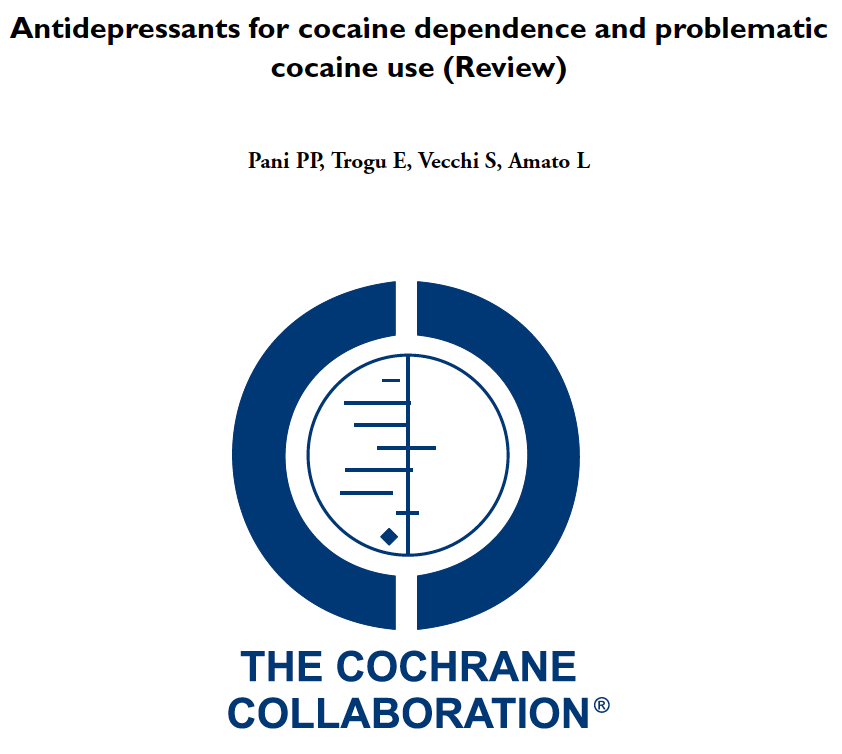 Antidepressants for cocaine dependence and problematic
cocaine use (Review)
Pani PP, Trogu E, Vecchi S, Amato L
THE COCHRANE
COLLABORATION®